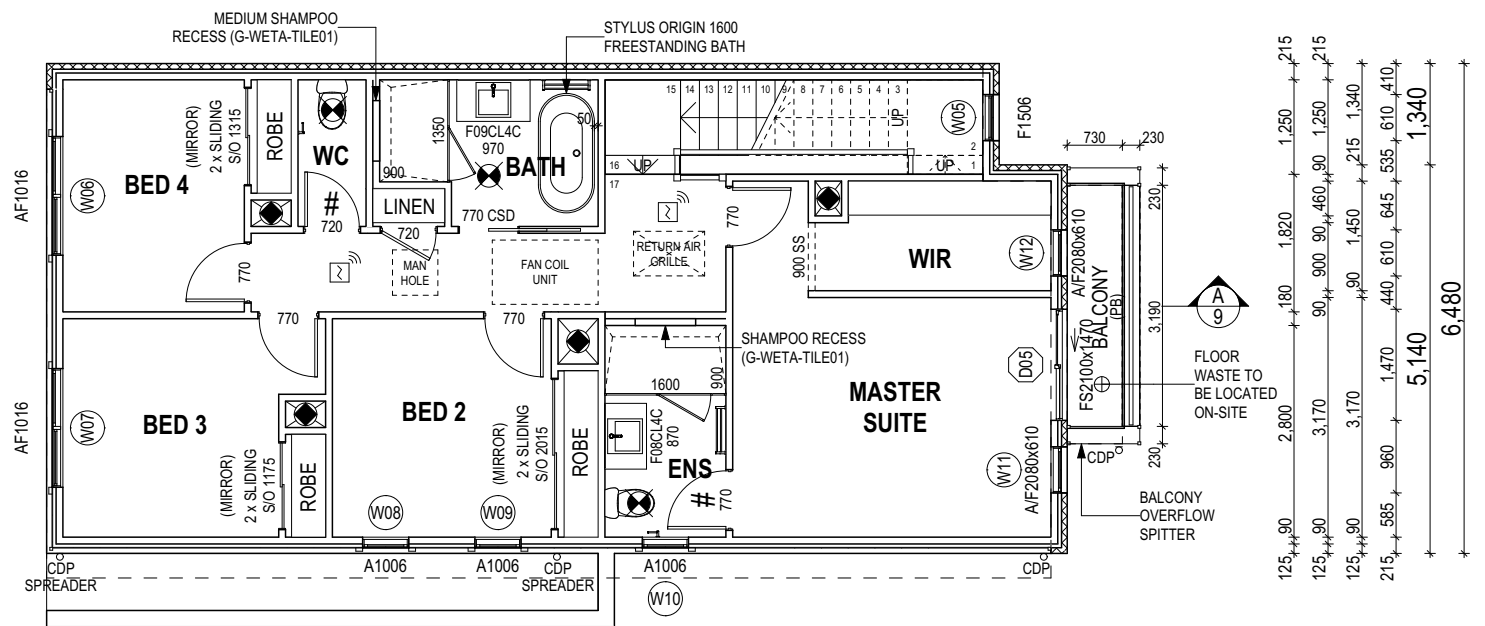 MEDIUM SHAMPOO
RECESS (G-WETA-TILE01)
STYLUS ORIGIN 1600
FREESTANDING BATH
AF1016
W06
BED 4
(MIRROR)
2 x SLIDING
S/O 1315
ROBE
WC
#
720
900
1350
F09CL4C
970
BATH
50
LINEN
720
770 CSD
15
14
13
12
11
10
9
8
7
6
5
4
3
UP
2
1
UP
16
UP
17
W05
F1506
770
MAN
HOLE
FAN COIL
UNIT
RETURN AIR
GRILLE
770
900 SS
WIR
W12
A/F2080x610
BALCONY
(PB)
FS2100x1470
D05
730
230
230
3,190
230
A
9
FLOOR
WASTE TO
BE LOCATED
ON-SITE
770
770
AF1016
W07
BED 3
(MIRROR)
2 x SLIDING
S/O 1175
ROBE
BED 2
(MIRROR)
2 x SLIDING
S/O 2015
ROBE
SHAMPOO RECESS
(G-WETA-TILE01)
1600
900
F08CL4C
870
ENS
#
770
MASTER
SUITE
W11
A/F2080x610
CDP
BALCONY
OVERFLOW
SPITTER
W08
W09
CDP
SPREADER
A1006
A1006
CDP
SPREADER
A1006
W10
CDP
215
1,250
1,820
180
2,800
90
125
215
1,250
90
460
90
900
90
3,170
90
125
1,340
215
1,450
90
3,170
90
125
410
610
535
645
610
440
1,470
960
585
215
1,340
5,140
6,480